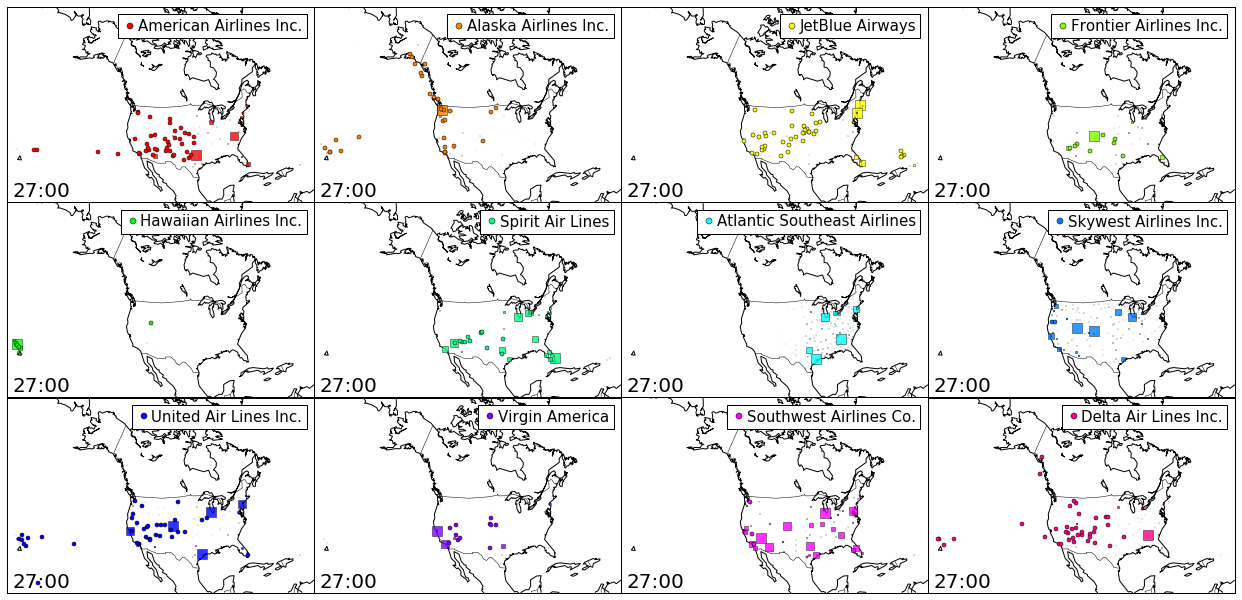 American Airlines Inc.
27:00
Alaska Airlines Inc.
27:00
JetBlue Airways
27:00
Frontier Airlines Inc.
27:00
Hawaiian Airlines Inc.
27:00
Spirit Air Lines
27:00
Atlantic Southeast Airlines
27:00
Skywest Airlines Inc.
27:00
United Air Lines Inc.
27:00
Virgin America
27:00
Southwest Airlines Co.
27:00
Delta Air Lines Inc.
27:00